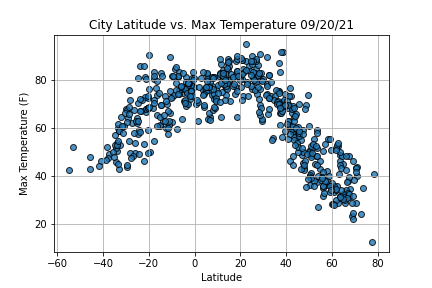 City Latitude vs. Max Temperature 09/20/21
80
60
40
20
Max Temperature (F)
−60 −40 −20 0 20 40 60 80
Latitude